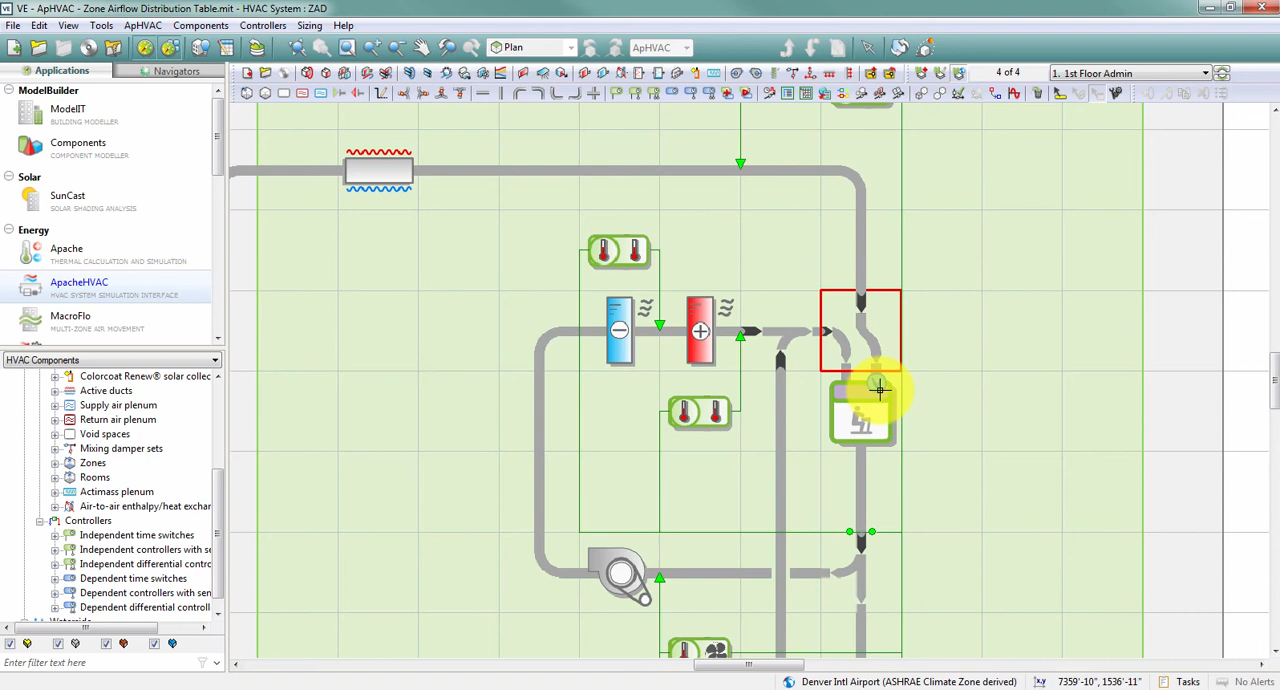 VE - ApHVAC - Zone Airflow Distribution Table.mit - HVAC System : ZAD
File Edit View Tools ApHVAC Components Controllers Sizing Help
Plan ApHVAC
Applications Navigators
4 of 4 1. 1st Floor Admin
ModelBuilder
ModelIT
BUILDING MODELLER
Components
COMPONENT MODELLER
Solar
SunCast
SOLAR SHADING ANALYSIS
Energy
Apache
THERMAL CALCULATION AND SIMULATION
ApacheHVAC
HVAC SYSTEM SIMULATION INTERFACE
MacroFlo
MULTI-ZONE AIR MOVEMENT
HVAC Components
Colorcoat Renew® solar collec
Active ducts
Supply air plenum
Return air plenum
Void spaces
Mixing damper sets
Zones
Rooms
Actimass plenum
Air-to-air enthalpy/heat exchar
Controllers
Independent time switches
Independent controllers with se
Independent differential contro
Dependent time switches
Dependent controllers with sen
Dependent differential controll
Enter filter text here
Denver Intl Airport (ASHRAE Climate Zone derived) 7359'-10", 1536'-11" Tasks No Alerts